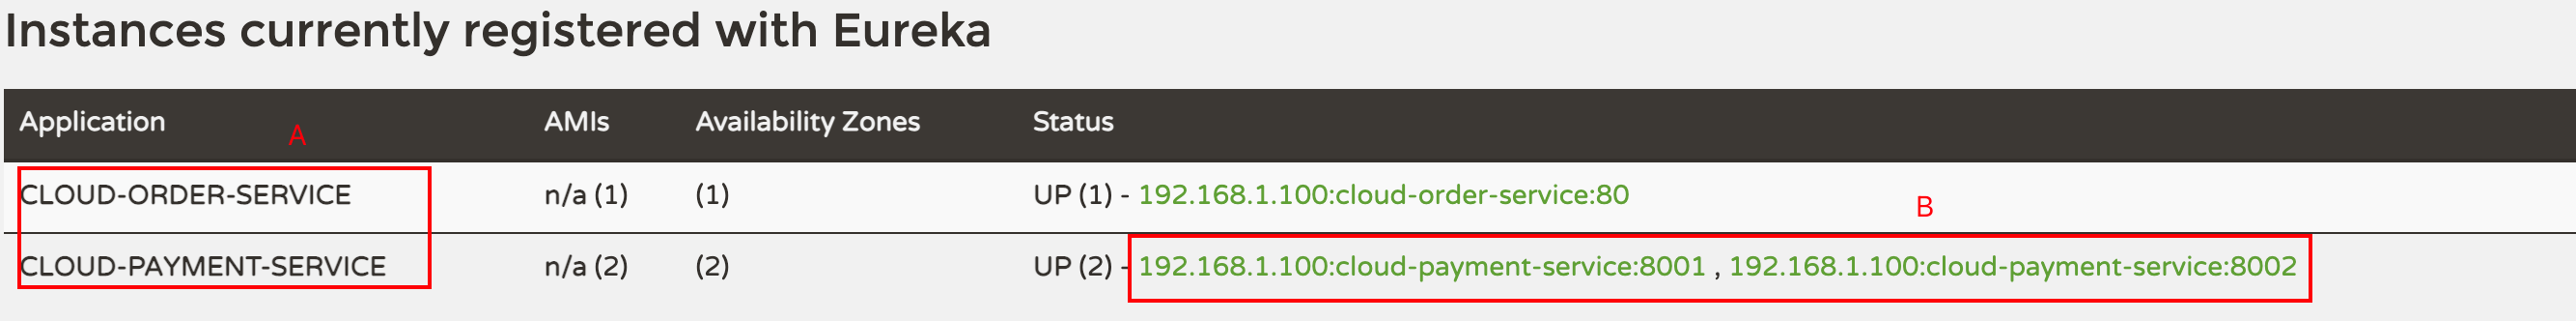 Instances currently registered with Eureka
Application A AMIs Availability Zones Status
CLOUD-ORDER-SERVICE n/a (1) (1) UP (1) - 192.168.1.100:cloud-order-service:80 B
CLOUD-PAYMENT-SERVICE n/a (2) (2) UP (2) - 192.168.1.100:cloud-payment-service:8001 , 192.168.1.100:cloud-payment-service:8002